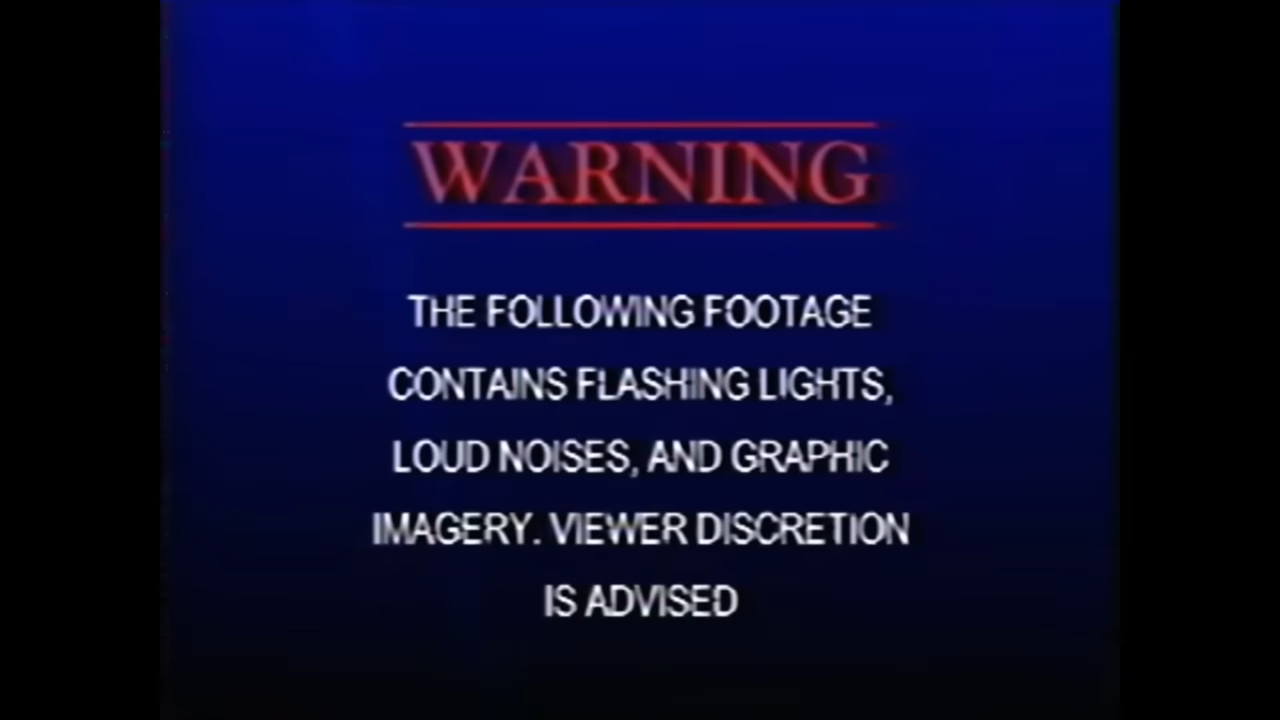 WARNING
THE FOLLOWING FOOTAGE
CONTAINS FLASHING LIGHTS,
LOUD NOISES, AND GRAPHIC
IMAGERY. VIEWER DISCRETION
IS ADVISED